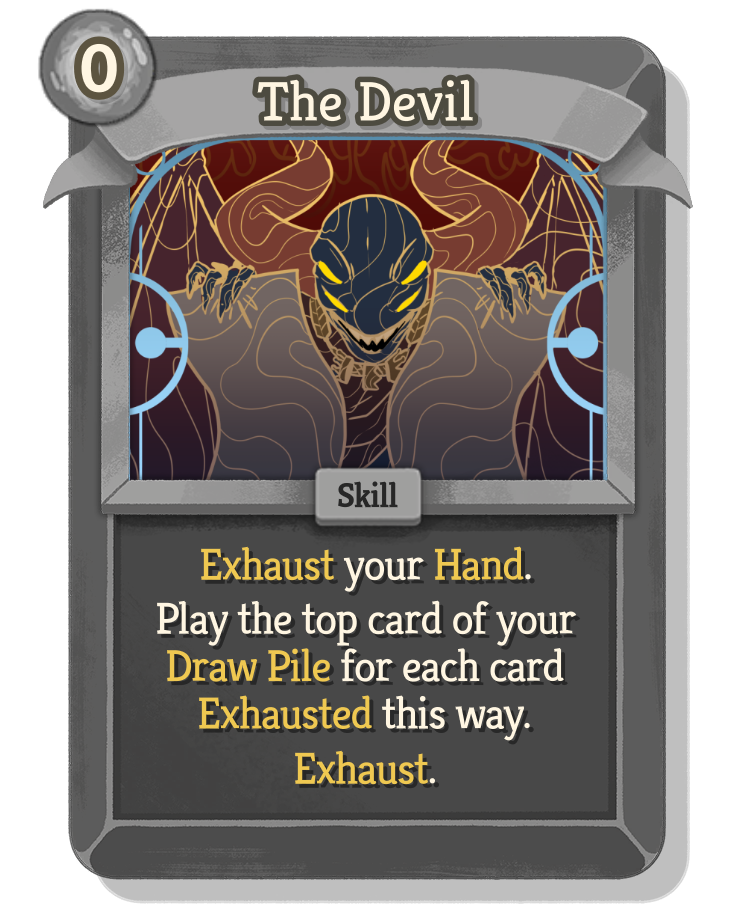 0
The Devil
Skill
Exhaust your Hand.
Play the top card of your
Draw Pile for each card
Exhausted this way.
Exhaust.